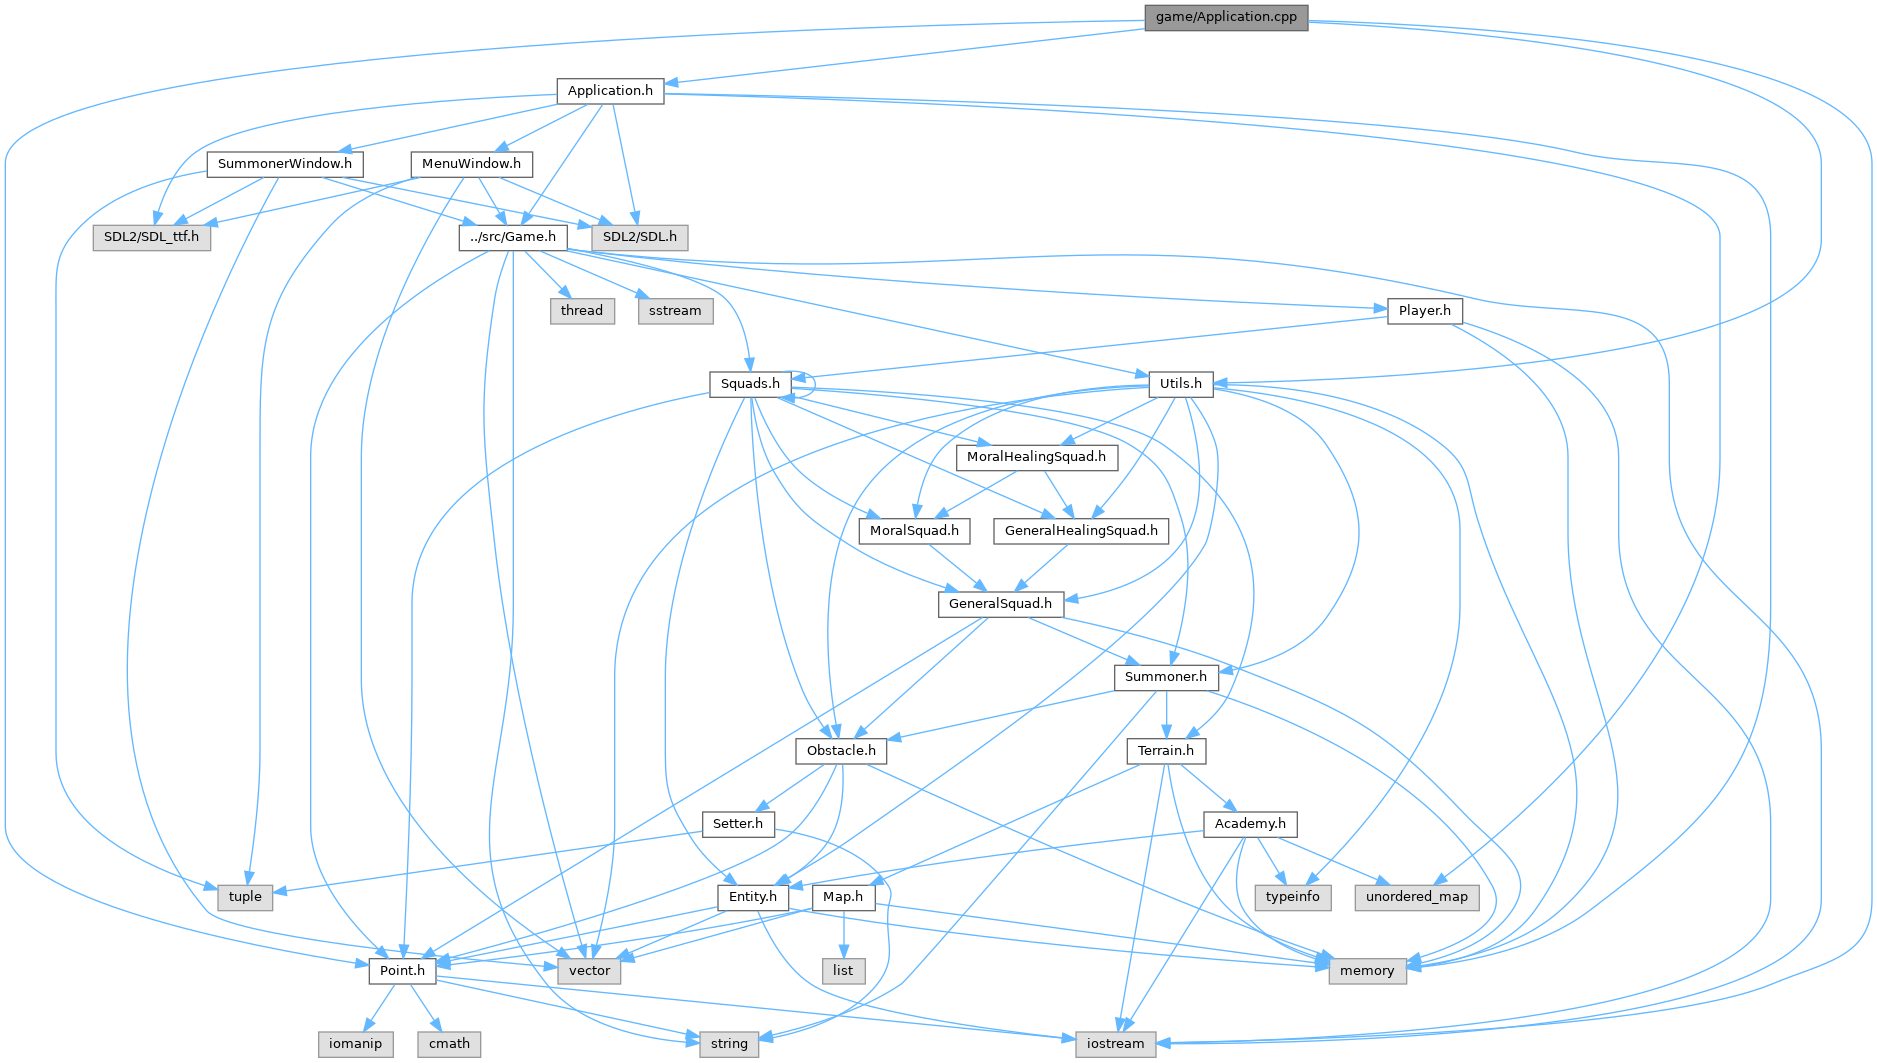 game/Application.cpp
Application.h
SummonerWindow.h
MenuWindow.h
SDL2/SDL_ttf.h
../src/Game.h
SDL2/SDL.h
thread
sstream
Player.h
Squads.h
Utils.h
MoralHealingSquad.h
MoralSquad.h
GeneralHealingSquad.h
GeneralSquad.h
Summoner.h
Obstacle.h
Terrain.h
Setter.h
Academy.h
tuple
Entity.h
Map.h
typeinfo
unordered_map
Point.h
vector
list
memory
iomanip
cmath
string
iostream